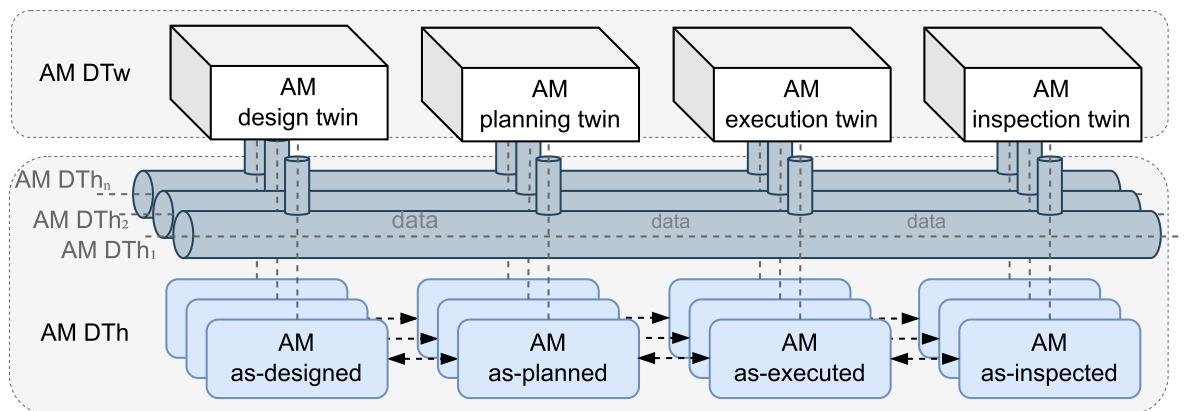 AM DTw
AM
design twin
AM
planning twin
AM
execution twin
AM
inspection twin
AM DThₙ
AM DTh₂
AM DTh₁
data
data
data
AM DTh
AM
as-designed
AM
as-planned
AM
as-executed
AM
as-inspected